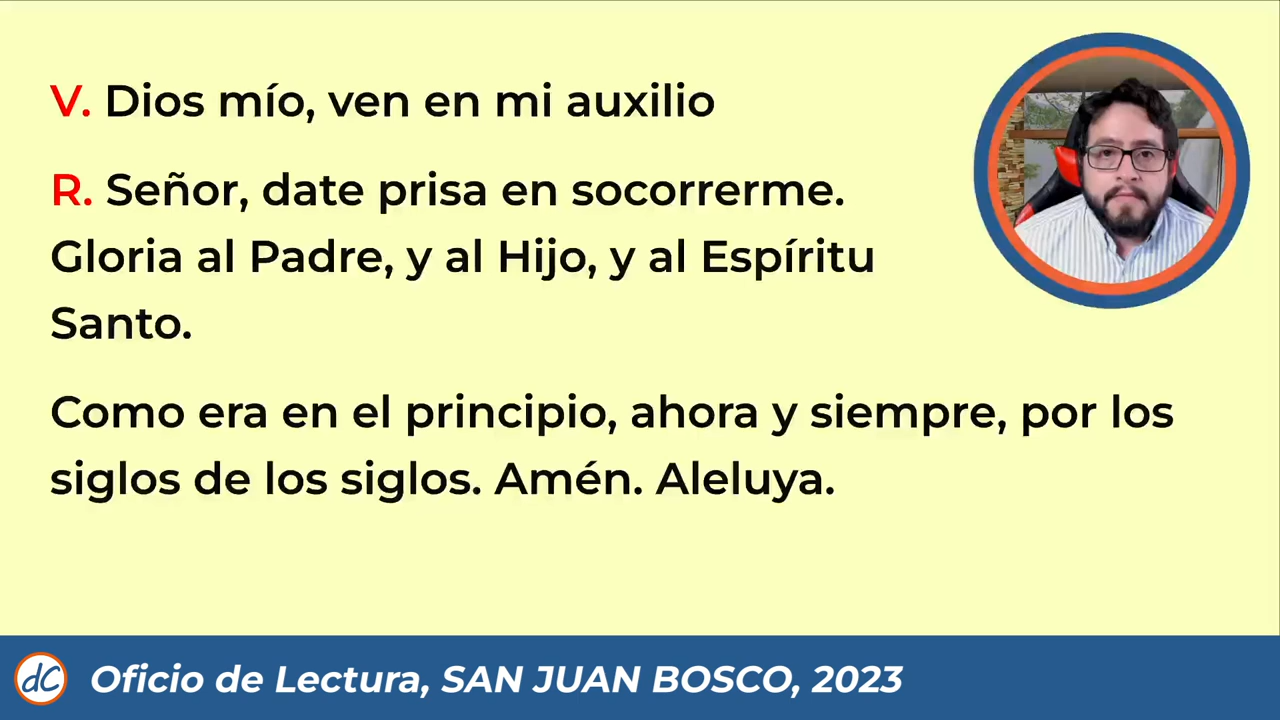 V. Dios mío, ven en mi auxilio
R. Señor, date prisa en socorrerme.
Gloria al Padre, y al Hijo, y al Espíritu
Santo.
Como era en el principio, ahora y siempre, por los
siglos de los siglos. Amén. Aleluya.
dC Oficio de Lectura, SAN JUAN BOSCO, 2023